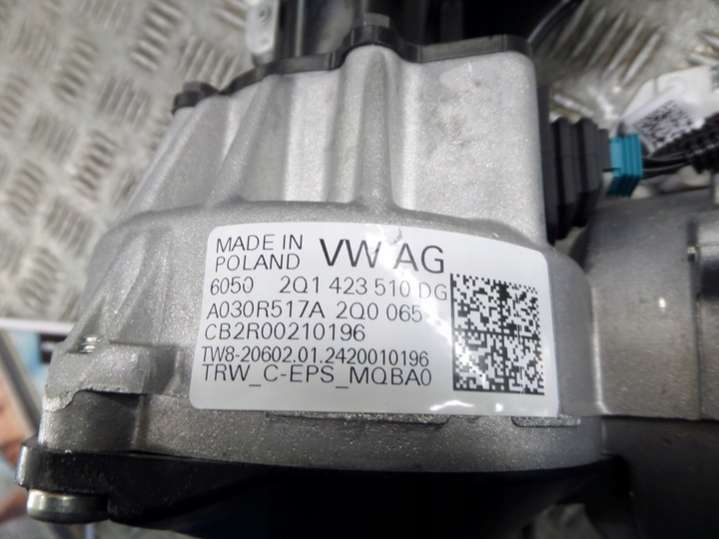 MADE IN POLAND VW AG
6050 2Q1 423 510 DG
A030R517A 2Q0 065
CB2R00210196
TW8-20602.01.2420010196
TRW_C-EPS_MQBA0